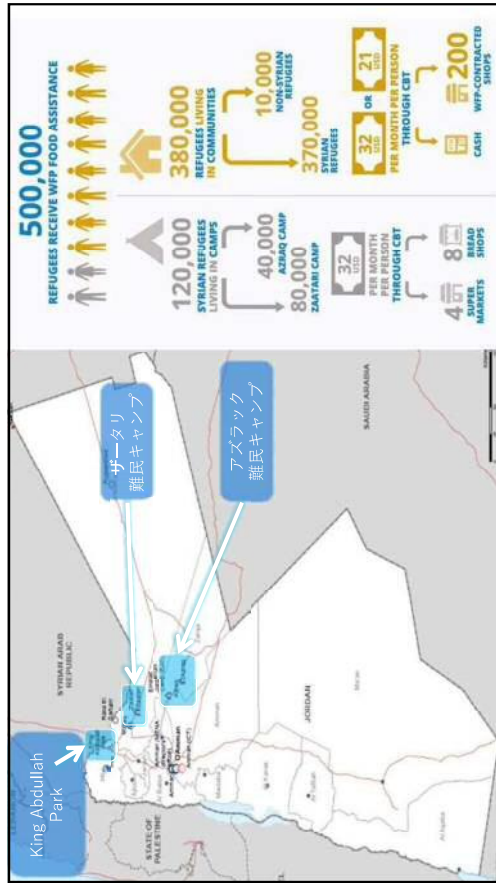 King Abdullah
Park
ザータリ
難民キャンプ
アズラック
難民キャンプ
SYRIAN ARAB
REPUBLIC
STATE OF
PALESTINE
JORDAN
SAUDI ARABIA
Amman
500,000
REFUGEES RECEIVE WFP FOOD ASSISTANCE
120,000
SYRIAN REFUGEES
LIVING IN CAMPS
40,000
AZRAQ CAMP
80,000
ZAATARI CAMP
32
USD
PER MONTH
PER PERSON
THROUGH CBT
4
SUPER
MARKETS
8
BREAD
SHOPS
380,000
REFUGEES LIVING
IN COMMUNITIES
10,000
NON-SYRIAN
REFUGEES
370,000
SYRIAN
REFUGEES
32
USD
OR
21
USD
PER MONTH PER PERSON
THROUGH CBT
CASH
200
WFP-CONTRACTED
SHOPS